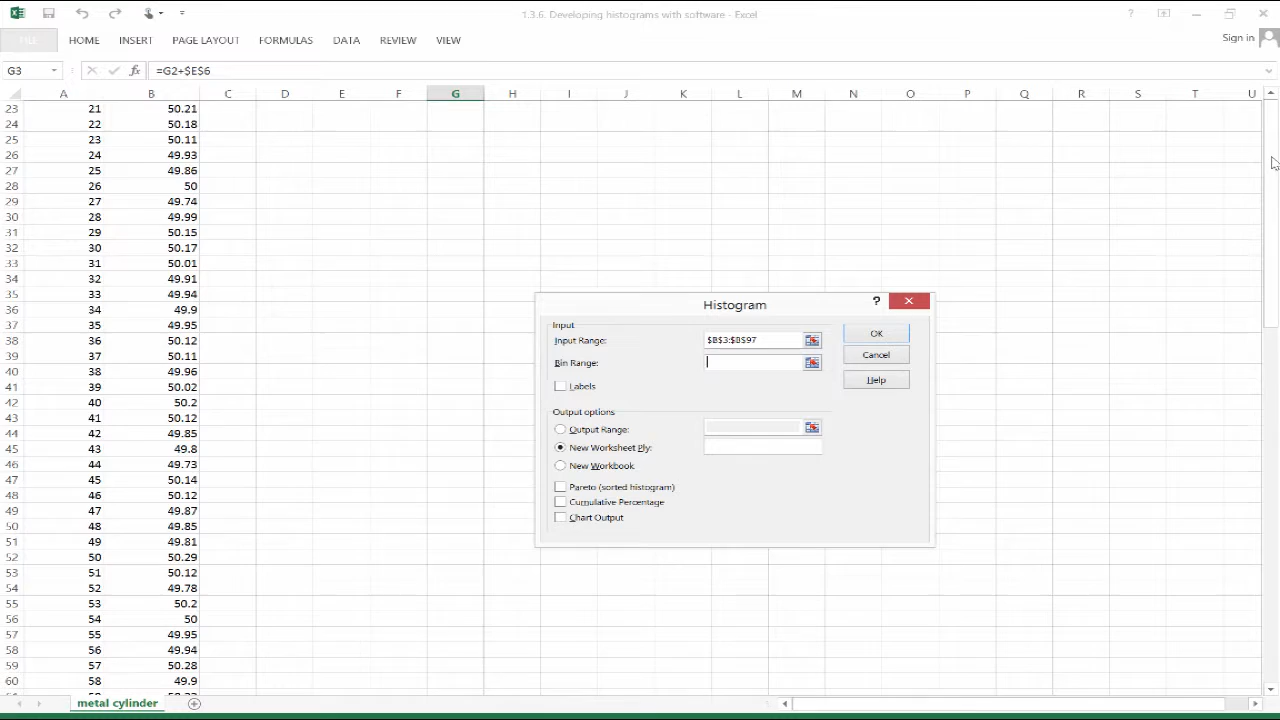 1.3.6. Developing histograms with software - Excel
?
FILE HOME INSERT PAGE LAYOUT FORMULAS DATA REVIEW VIEW
Sign in
G3 fx =G2+$E$6
A B C D E F G H I J K L M N O P Q R S T U
23 21 50.21
24 22 50.18
25 23 50.11
26 24 49.93
27 25 49.86
28 26 50
29 27 49.74
30 28 49.99
31 29 50.15
32 30 50.17
33 31 50.01
34 32 49.91
35 33 49.94
36 34 49.9
37 35 49.95
38 36 50.12
39 37 50.11
40 38 49.96
41 39 50.02
42 40 50.2
43 41 50.12
44 42 49.85
45 43 49.8
46 44 49.73
47 45 50.14
48 46 50.12
49 47 49.87
50 48 49.85
51 49 49.81
52 50 50.29
53 51 50.12
54 52 49.78
55 53 50.2
56 54 50
57 55 49.95
58 56 49.94
59 57 50.28
60 58 49.9
Histogram ?
Input
Input Range: $B$3:$B$97
Bin Range:
Labels
Output options
Output Range:
New Worksheet Ply:
New Workbook
Pareto (sorted histogram)
Cumulative Percentage
Chart Output
OK
Cancel
Help
metal cylinder